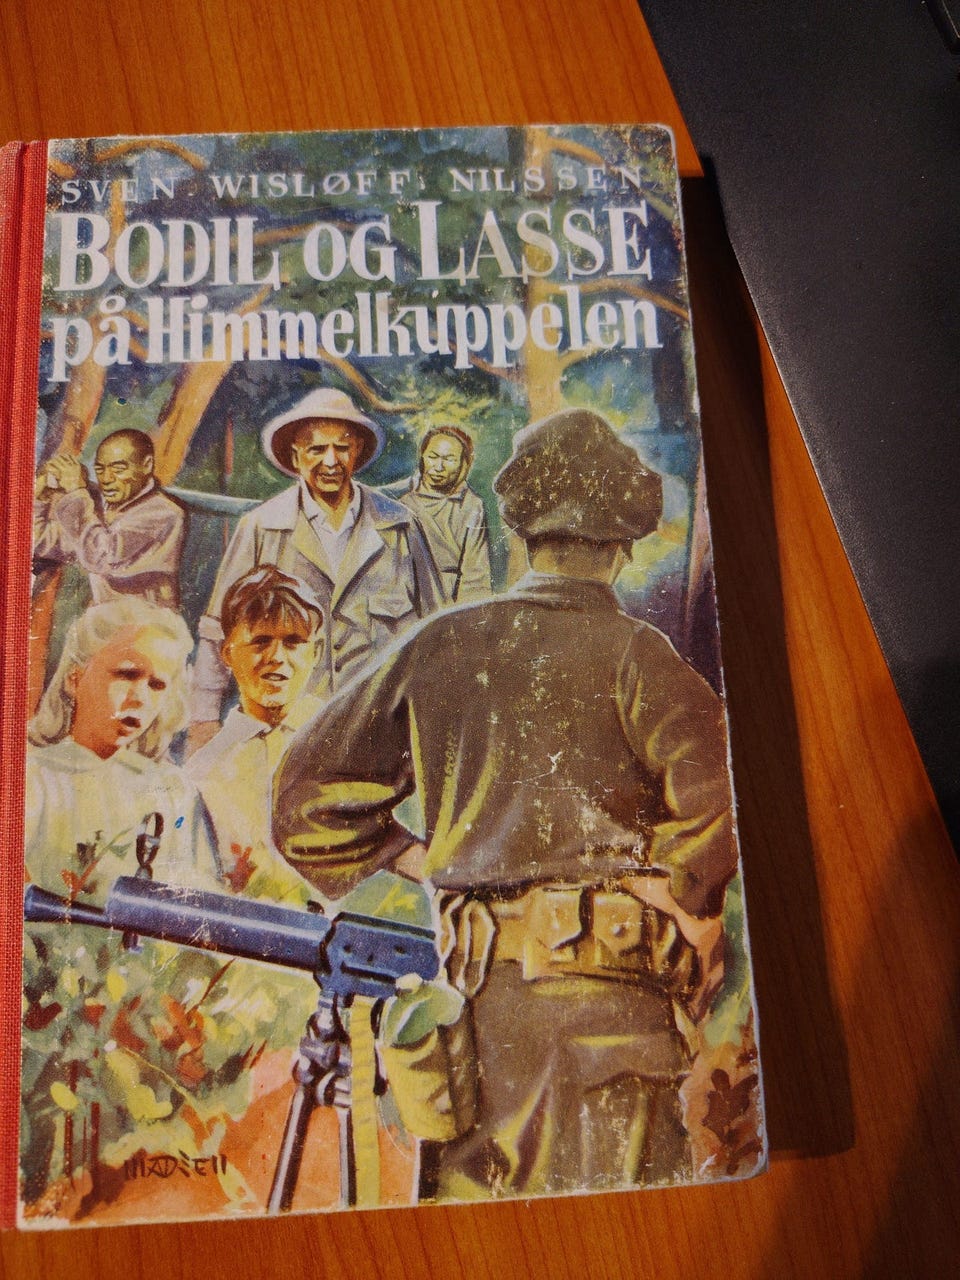 SVEN WISLØFF NILSSEN
BODIL OG LASSE
på Himmelkuppelen